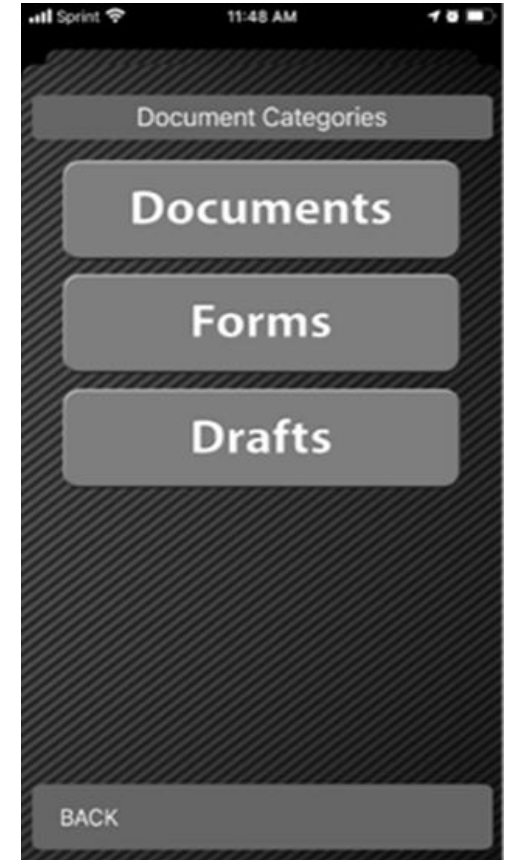 Sprint 11:48 AM
Document Categories
Documents
Forms
Drafts
BACK